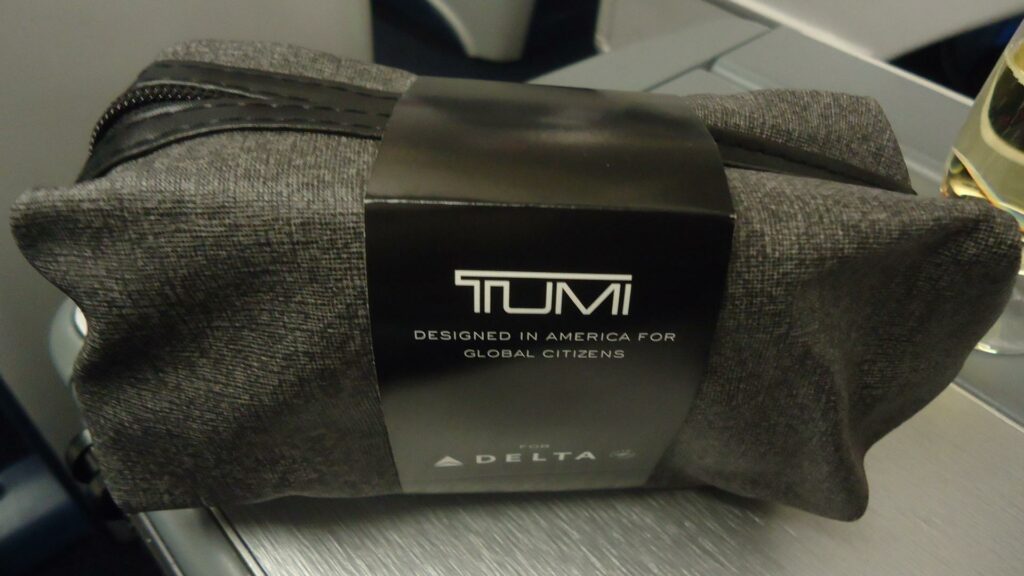 TUMI
DESIGNED IN AMERICA FOR
GLOBAL CITIZENS
FOR
DELTA